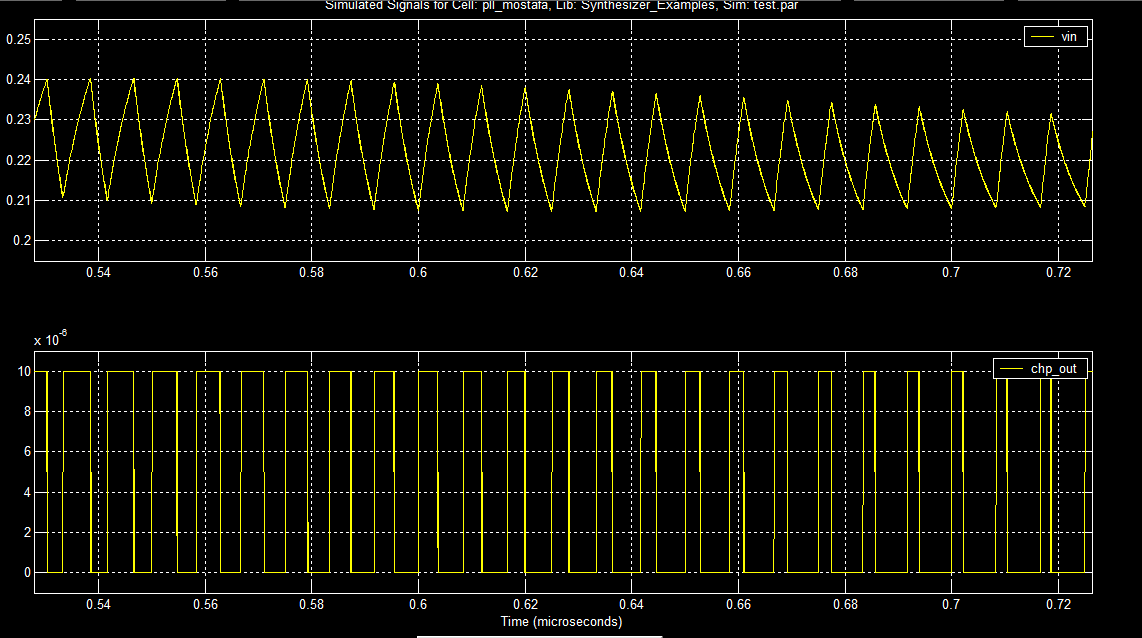 Simulated Signals for Cell: pll_mostafa, Lib: Synthesizer_Examples, Sim: test.par
vin
0.25
0.24
0.23
0.22
0.21
0.2
0.54 0.56 0.58 0.6 0.62 0.64 0.66 0.68 0.7 0.72
x 10^-6
chp_out
10
8
6
4
2
0
0.54 0.56 0.58 0.6 0.62 0.64 0.66 0.68 0.7 0.72
Time (microseconds)